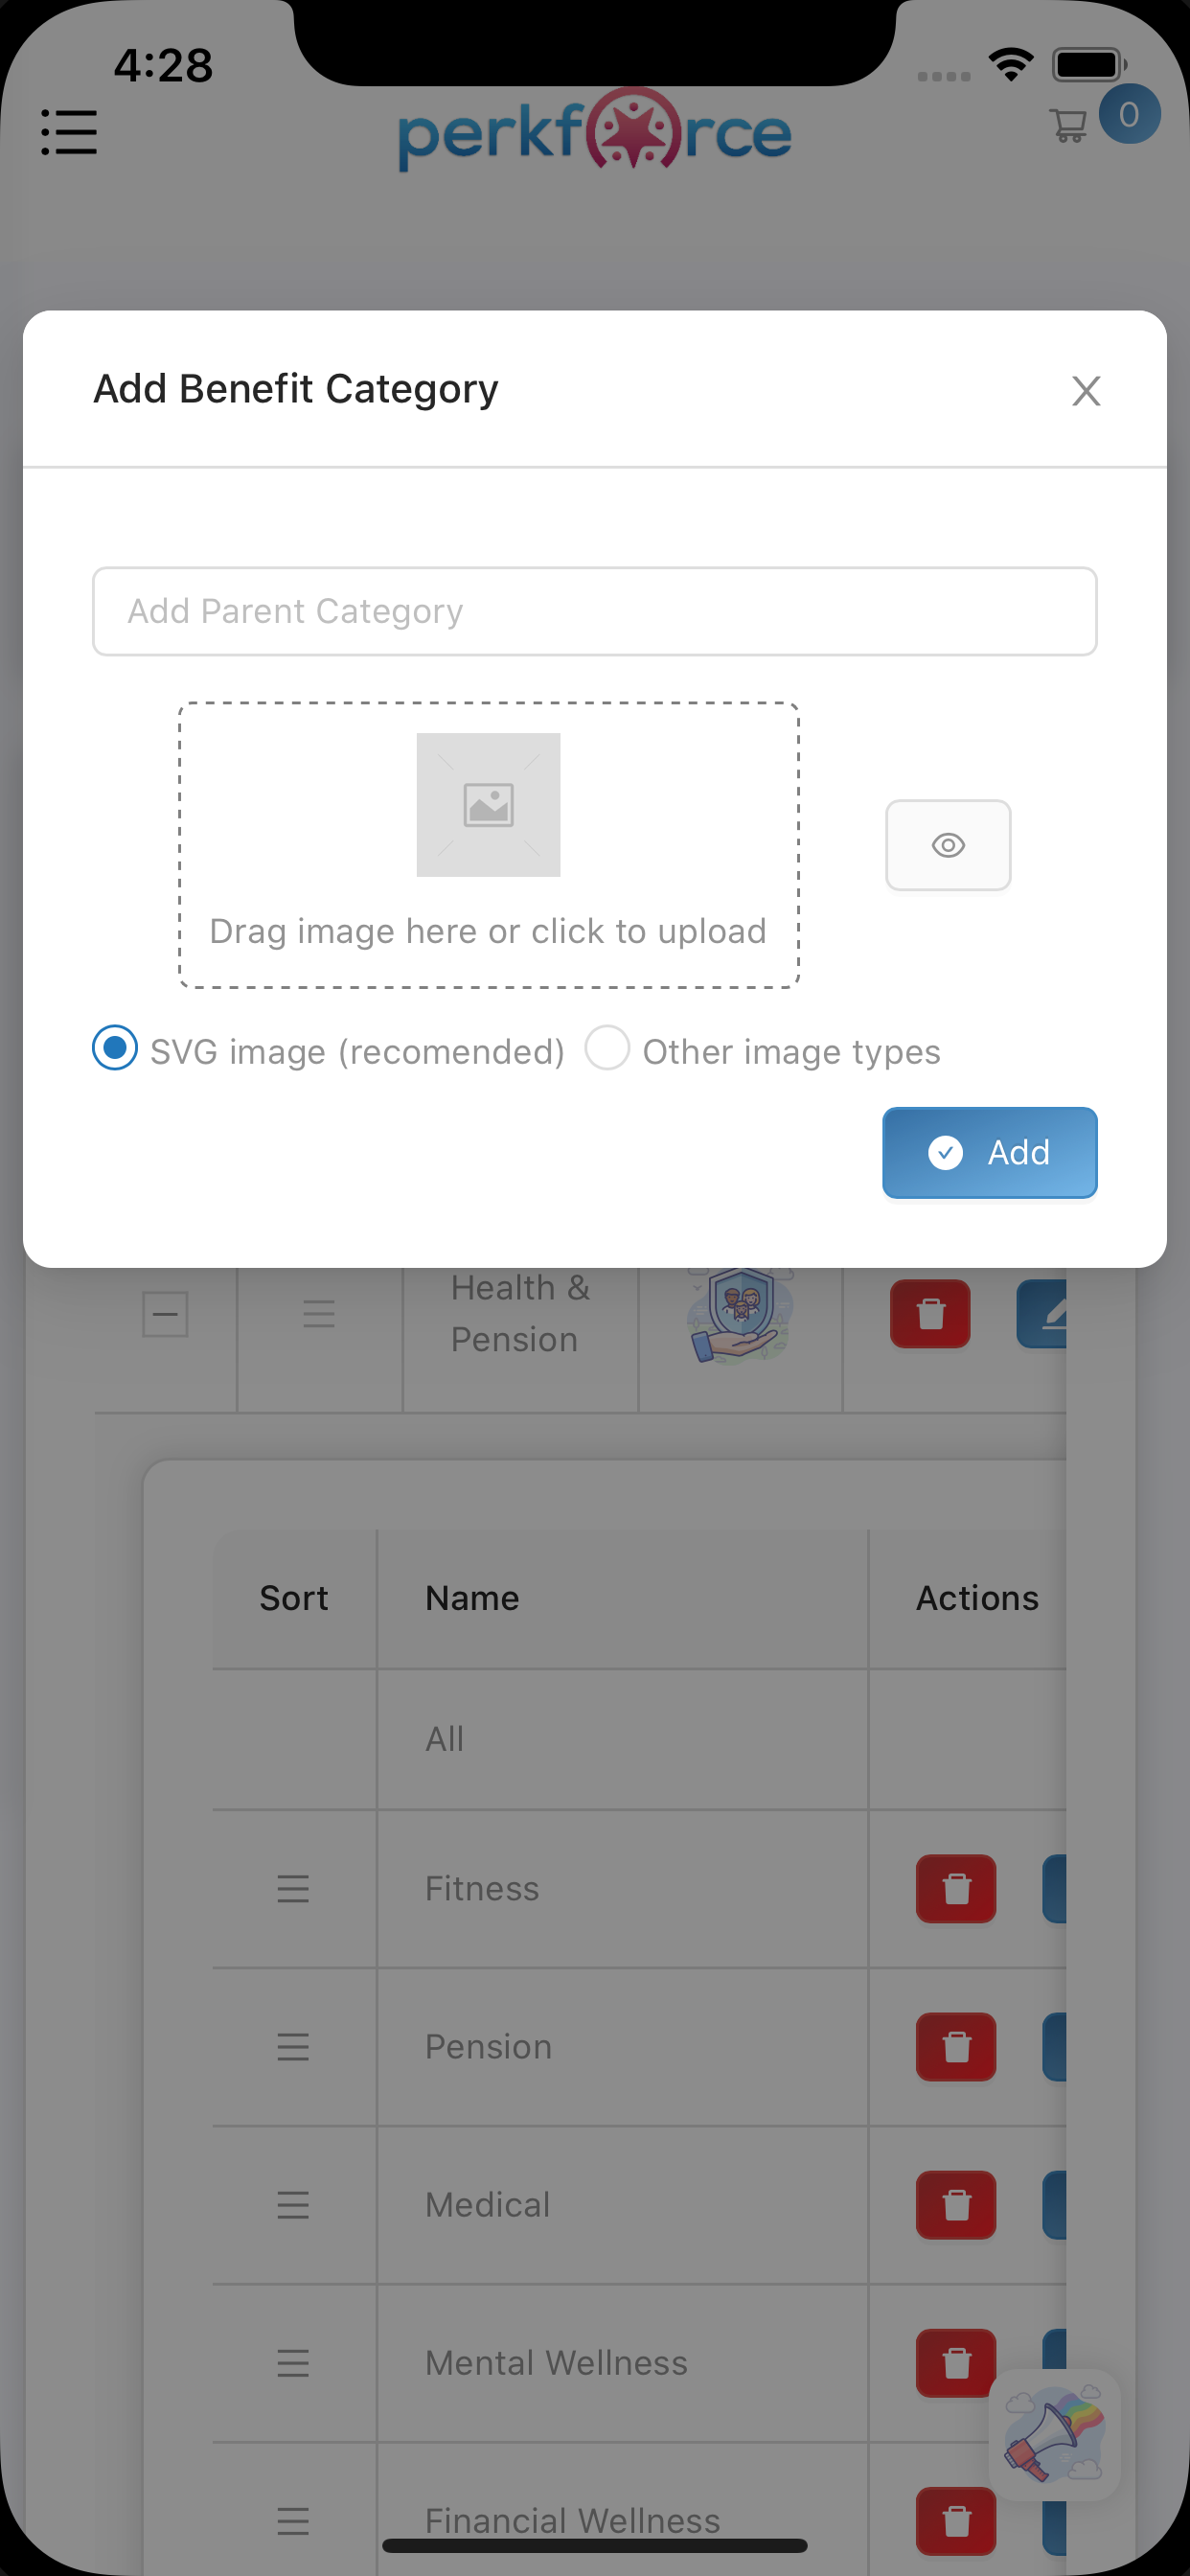 4:28
perkforce
0
Add Benefit Category
Add Parent Category
Drag image here or click to upload
SVG image (recomended)
Other image types
Add
Health &
Pension
Sort
Name
Actions
All
Fitness
Pension
Medical
Mental Wellness
Financial Wellness